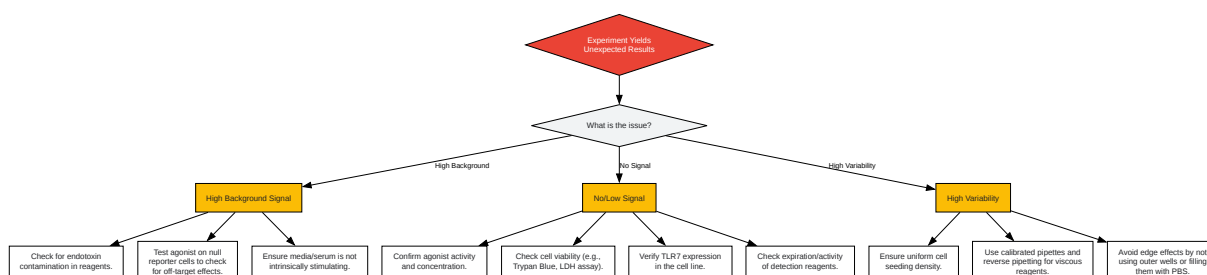 Experiment Yields
Unexpected Results
What is the issue?
High Background
No Signal
High Variability
High Background Signal
No/Low Signal
High Variability
Check for endotoxin
contamination in reagents.
Test agonist on null
reporter cells to check
for off-target effects.
Ensure media/serum is not
intrinsically stimulating.
Confirm agonist activity
and concentration.
Check cell viability (e.g.,
Trypan Blue, LDH assay).
Verify TLR7 expression
in the cell line.
Check expiration/activity
of detection reagents.
Ensure uniform cell
seeding density.
Use calibrated pipettes and
reverse pipetting for viscous
reagents.
Avoid edge effects by not
using outer wells or filling
them with PBS.